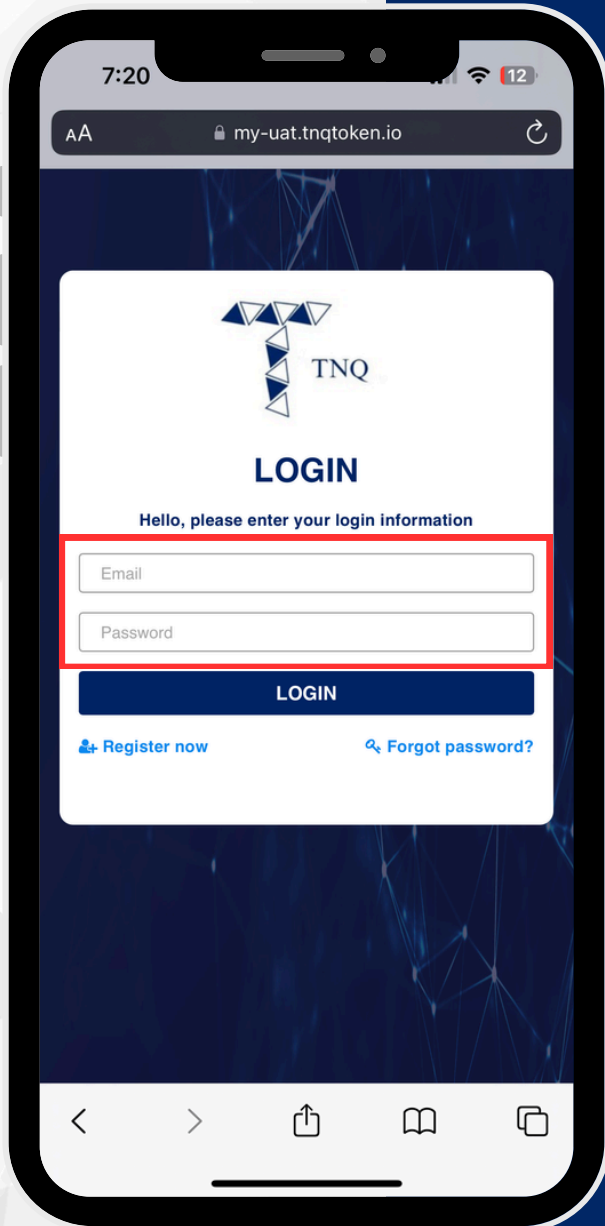 7:20
12
AA my-uat.tnqtoken.io
TNQ
LOGIN
Hello, please enter your login information
Email
Password
LOGIN
Register now Forgot password?